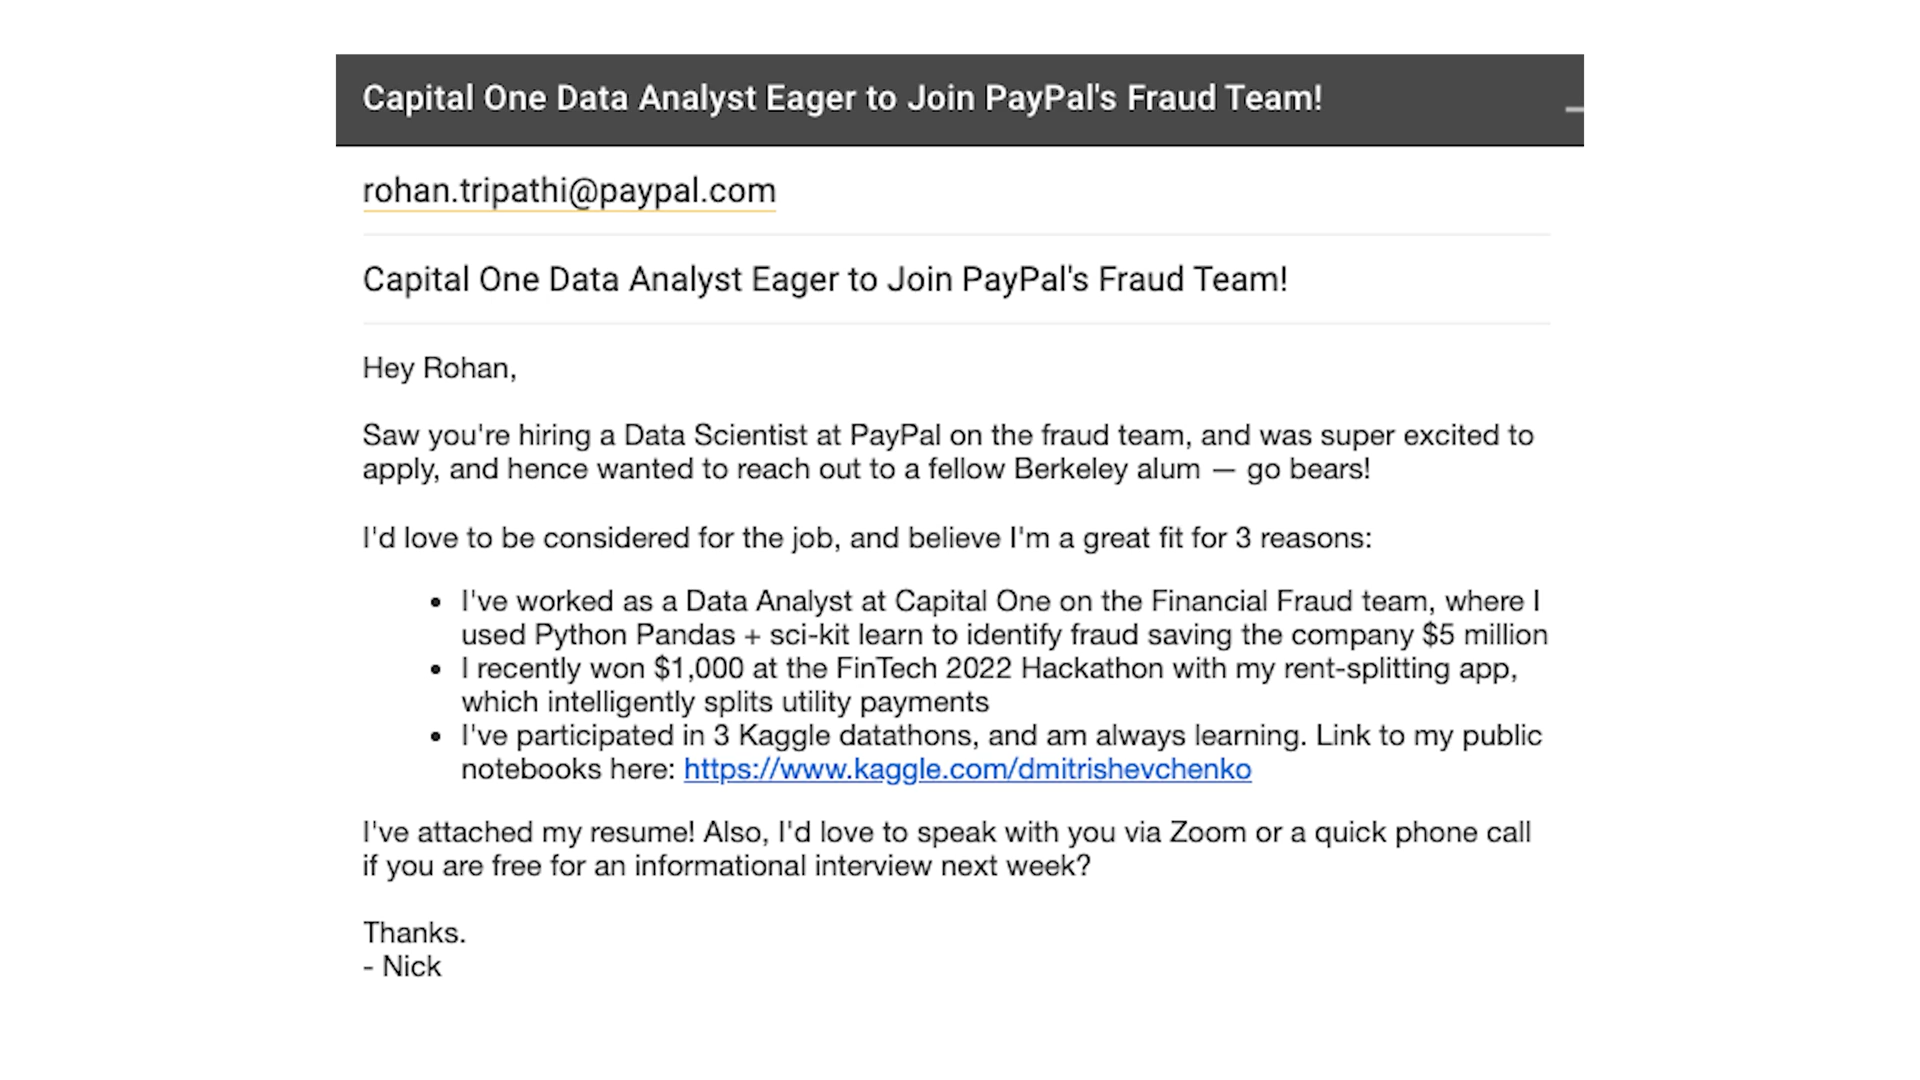 Capital One Data Analyst Eager to Join PayPal's Fraud Team!
rohan.tripathi@paypal.com
Capital One Data Analyst Eager to Join PayPal's Fraud Team!
Hey Rohan,
Saw you're hiring a Data Scientist at PayPal on the fraud team, and was super excited to
apply, and hence wanted to reach out to a fellow Berkeley alum — go bears!
I'd love to be considered for the job, and believe I'm a great fit for 3 reasons:
• I've worked as a Data Analyst at Capital One on the Financial Fraud team, where I
used Python Pandas + sci-kit learn to identify fraud saving the company $5 million
• I recently won $1,000 at the FinTech 2022 Hackathon with my rent-splitting app,
which intelligently splits utility payments
• I've participated in 3 Kaggle datathons, and am always learning. Link to my public
notebooks here: https://www.kaggle.com/dmitrishevchenko
I've attached my resume! Also, I'd love to speak with you via Zoom or a quick phone call
if you are free for an informational interview next week?
Thanks.
- Nick